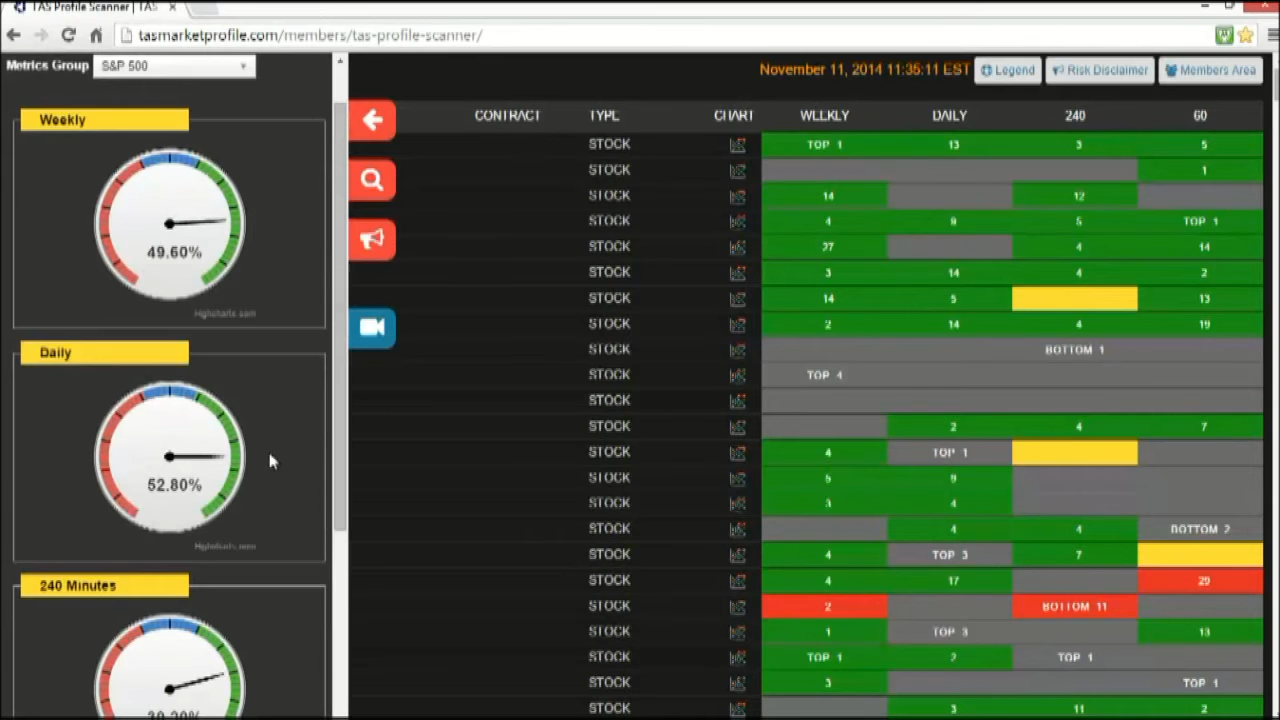 TAS Profile Scanner | TAS
tasmarketprofile.com/members/tas-profile-scanner/
Metrics Group S&P 500
November 11, 2014 11:35:11 EST Legend Risk Disclaimer Members Area
Weekly
49.60%
Highcharts.com
Daily
52.80%
Highcharts.com
240 Minutes
CONTRACT TYPE CHART WEEKLY DAILY 240 60
STOCK TOP 1 13 3 5
STOCK 1
STOCK 14 12
STOCK 4 9 5 TOP 1
STOCK 27 4 14
STOCK 3 14 4 2
STOCK 14 5 13
STOCK 2 14 4 19
STOCK BOTTOM 1
STOCK TOP 4
STOCK
STOCK 2 4 7
STOCK 4 TOP 1
STOCK 5 9
STOCK 3 4
STOCK 4 4 BOTTOM 2
STOCK 4 TOP 3 7
STOCK 4 17 29
STOCK 2 BOTTOM 11
STOCK 1 TOP 3 13
STOCK TOP 1 2 TOP 1
STOCK 3 TOP 1
STOCK 3 11 2